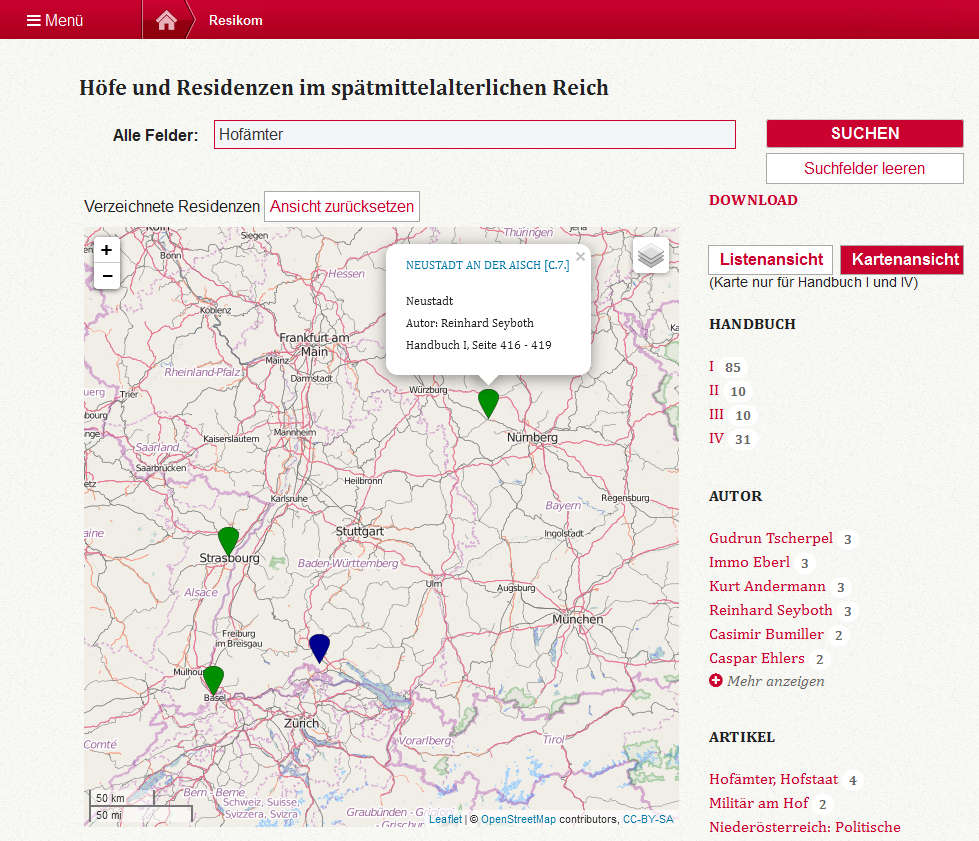 Menü
Resikom
Höfe und Residenzen im spätmittelalterlichen Reich
Alle Felder: Hofämter SUCHEN
Suchfelder leeren
Verzeichnete Residenzen Ansicht zurücksetzen
DOWNLOAD
Listenansicht Kartenansicht
(Karte nur für Handbuch I und IV)
HANDBUCH
I 85
II 10
III 10
IV 31
AUTOR
Gudrun Tscherpel 3
Immo Eberl 3
Kurt Andermann 3
Reinhard Seyboth 3
Casimir Bumiller 2
Caspar Ehlers 2
Mehr anzeigen
ARTIKEL
Hofämter, Hofstaat 4
Militär am Hof 2
Niederösterreich: Politische
+
−
NEUSTADT AN DER AISCH [C.7.] ×
Neustadt
Autor: Reinhard Seyboth
Handbuch I, Seite 416 - 419
Siegen
Thüringen
Bonn
Hessen
Koblenz
Frankfurt am
Main
Mainz
Rheinland-Pfalz
Darmstadt
Trier
Würzburg
Mannheim
Nürnberg
Kaiserslautern
Saarland
Saarbrücken
Heilbronn
Karlsruhe
Regensburg
Bayern
Stuttgart
Ingolstadt
Strasbourg
Baden-Württemberg
Ulm
Augsburg
Alsace
München
Freiburg
im Breisgau
Basel
Zürich
Vorarlberg
Tirol
Comté
Bern - Berne
Schweiz, Suisse,
Svizzera, Svizra
50 km
50 mi
Leaflet | © OpenStreetMap contributors, CC-BY-SA